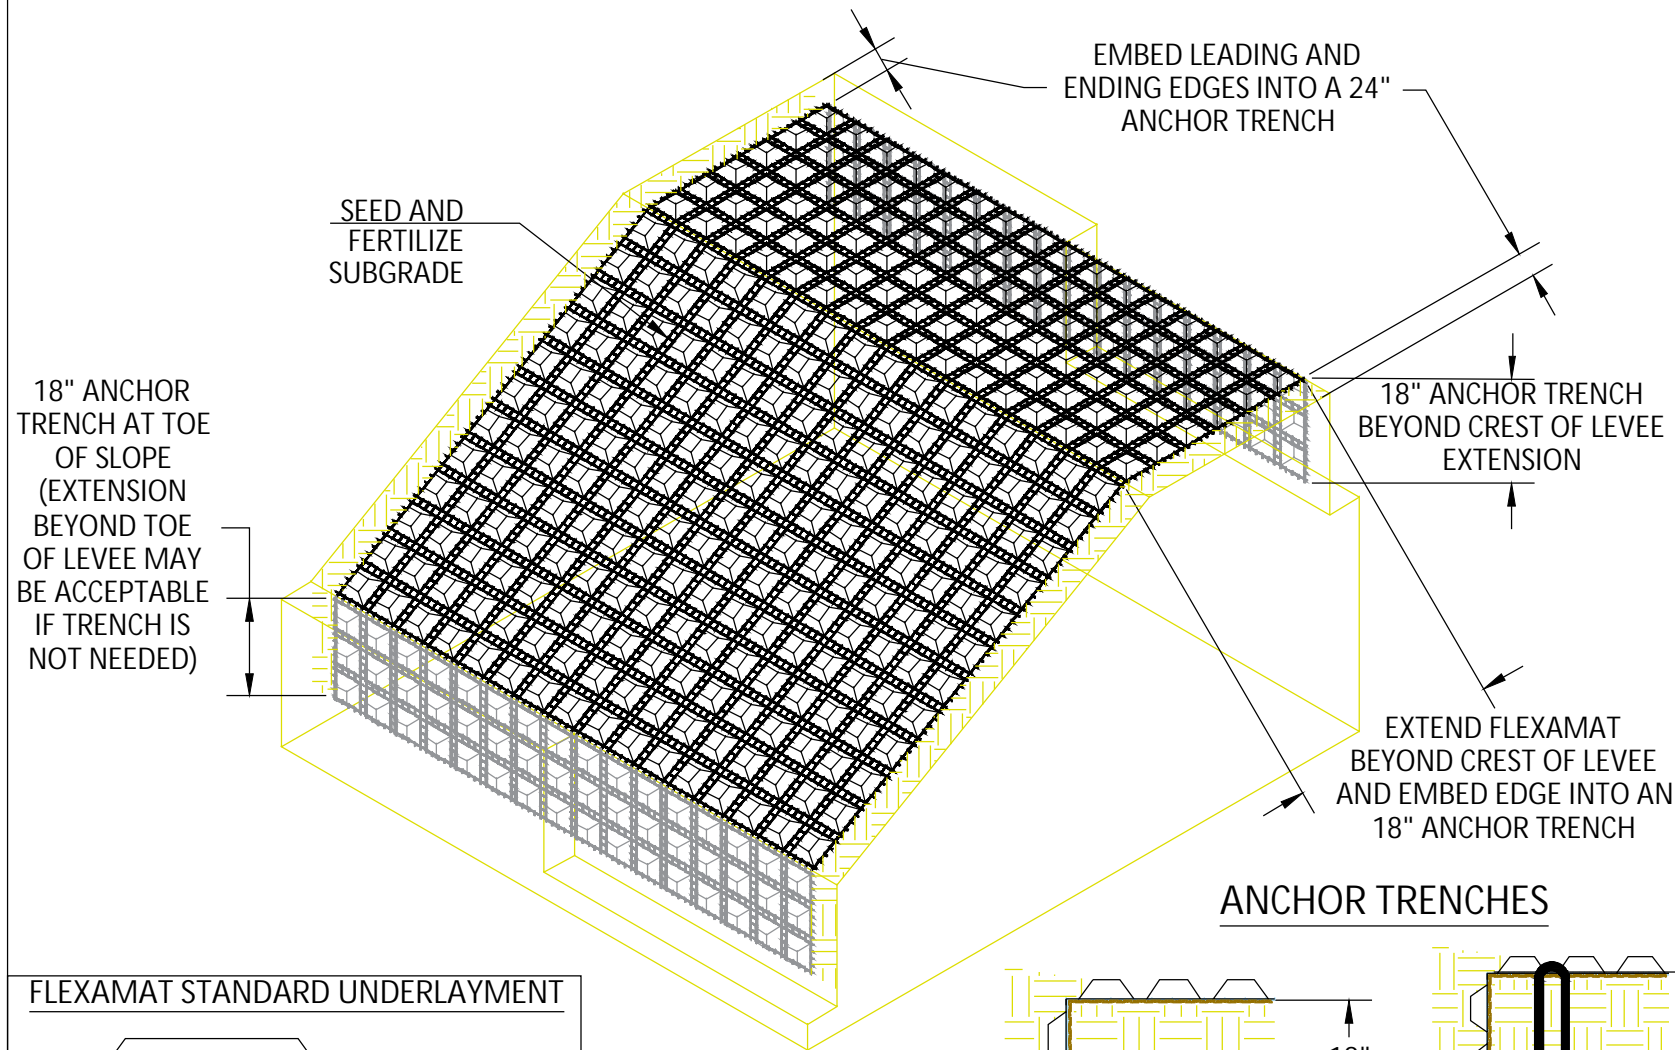 EMBED LEADING AND
ENDING EDGES INTO A 24"
ANCHOR TRENCH
SEED AND
FERTILIZE
SUBGRADE
18" ANCHOR
TRENCH AT TOE
OF SLOPE
(EXTENSION
BEYOND TOE
OF LEVEE MAY
BE ACCEPTABLE
IF TRENCH IS
NOT NEEDED)
18" ANCHOR TRENCH
BEYOND CREST OF LEVEE
EXTENSION
EXTEND FLEXAMAT
BEYOND CREST OF LEVEE
AND EMBED EDGE INTO AN
18" ANCHOR TRENCH
ANCHOR TRENCHES
FLEXAMAT STANDARD UNDERLAYMENT